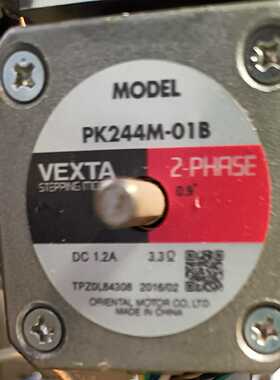 MODEL
PK244M-01B
VEXTA 2-PHASE
STEPPING 0.9°
DC 1.2A 3.3Ω
TPZ0L84308 2016/02
ORIENTAL MOTOR CO., LTD.
MADE IN CHINA